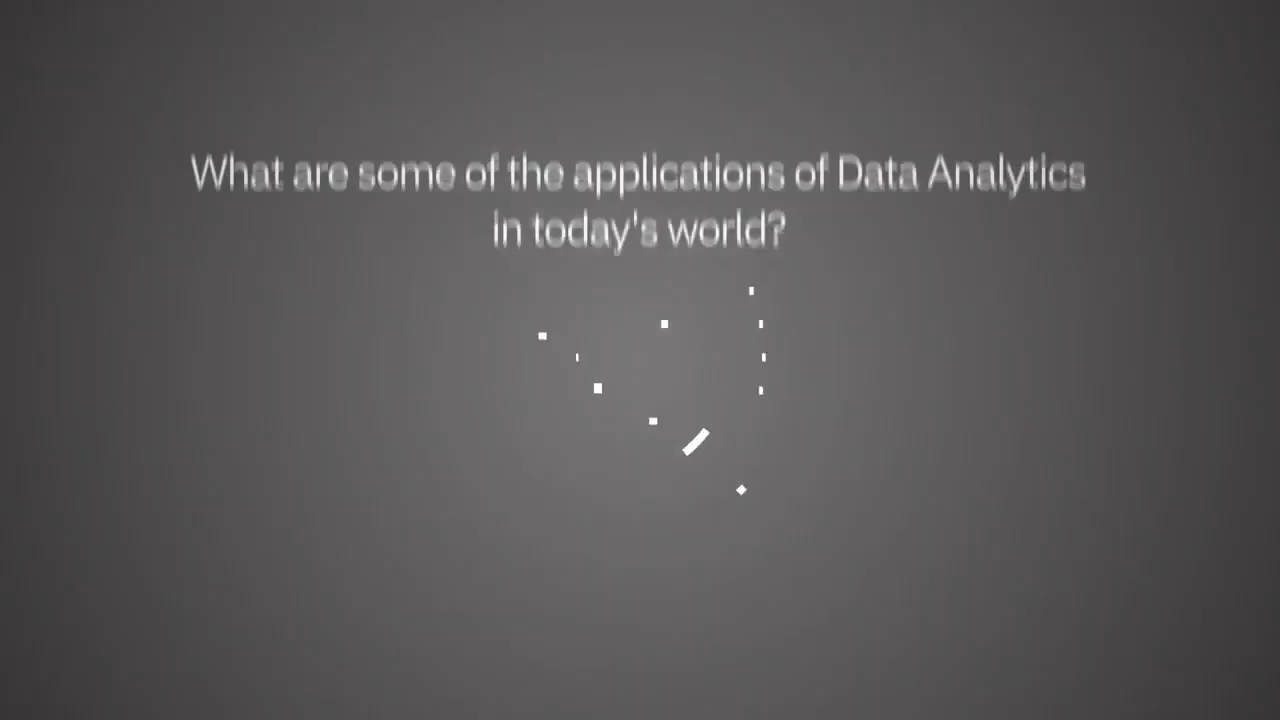 What are some of the applications of Data Analytics
in today's world?